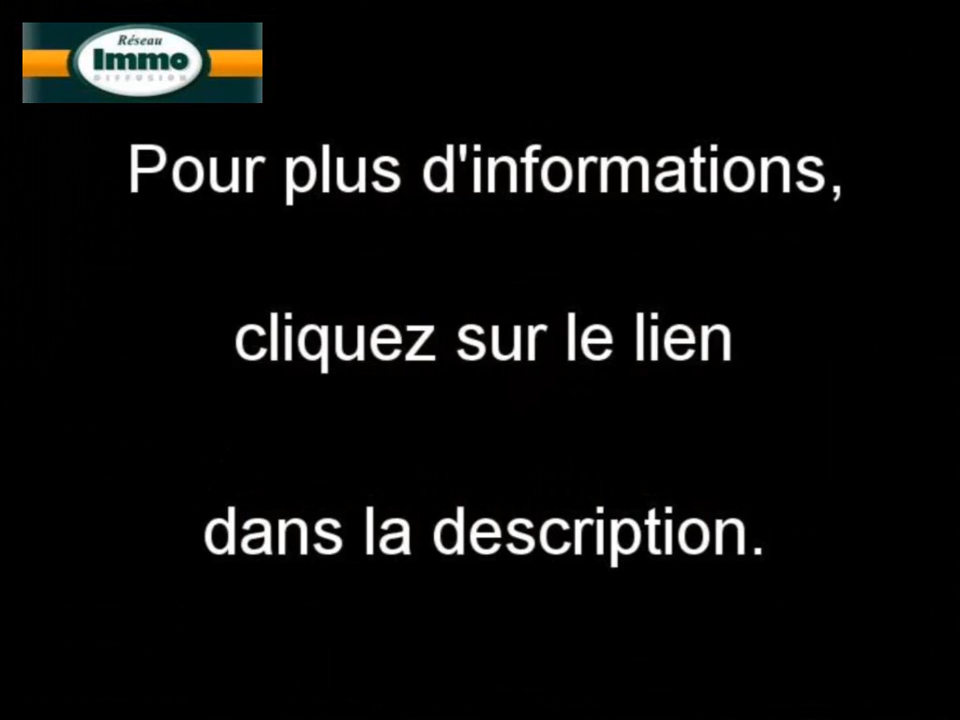 Réseau
Immo
DIFFUSION
Pour plus d'informations,
cliquez sur le lien
dans la description.